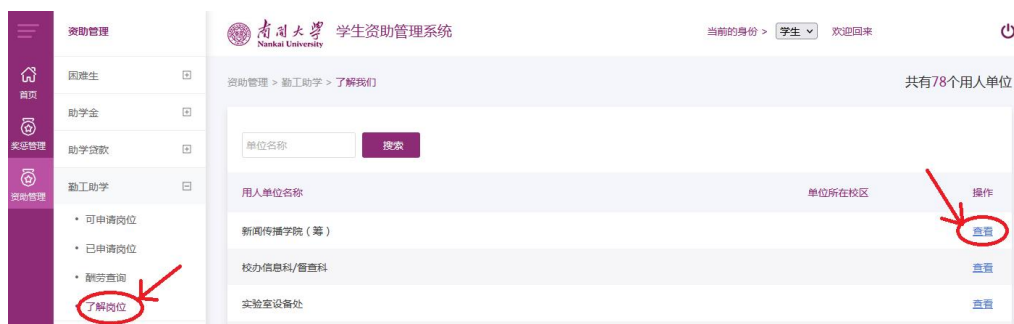 资助管理
南开大学
Nankai University
学生资助管理系统
当前的身份 > 学生 欢迎回来
首页
奖惩管理
资助管理
困难生
助学金
助学贷款
勤工助学
• 可申请岗位
• 已申请岗位
• 酬劳查询
• 了解岗位
资助管理 > 勤工助学 > 了解我们
共有78个用人单位
单位名称 搜索
用人单位名称 单位所在校区 操作
新闻传播学院（筹） 查看
校办信息科/督查科 查看
实验室设备处 查看